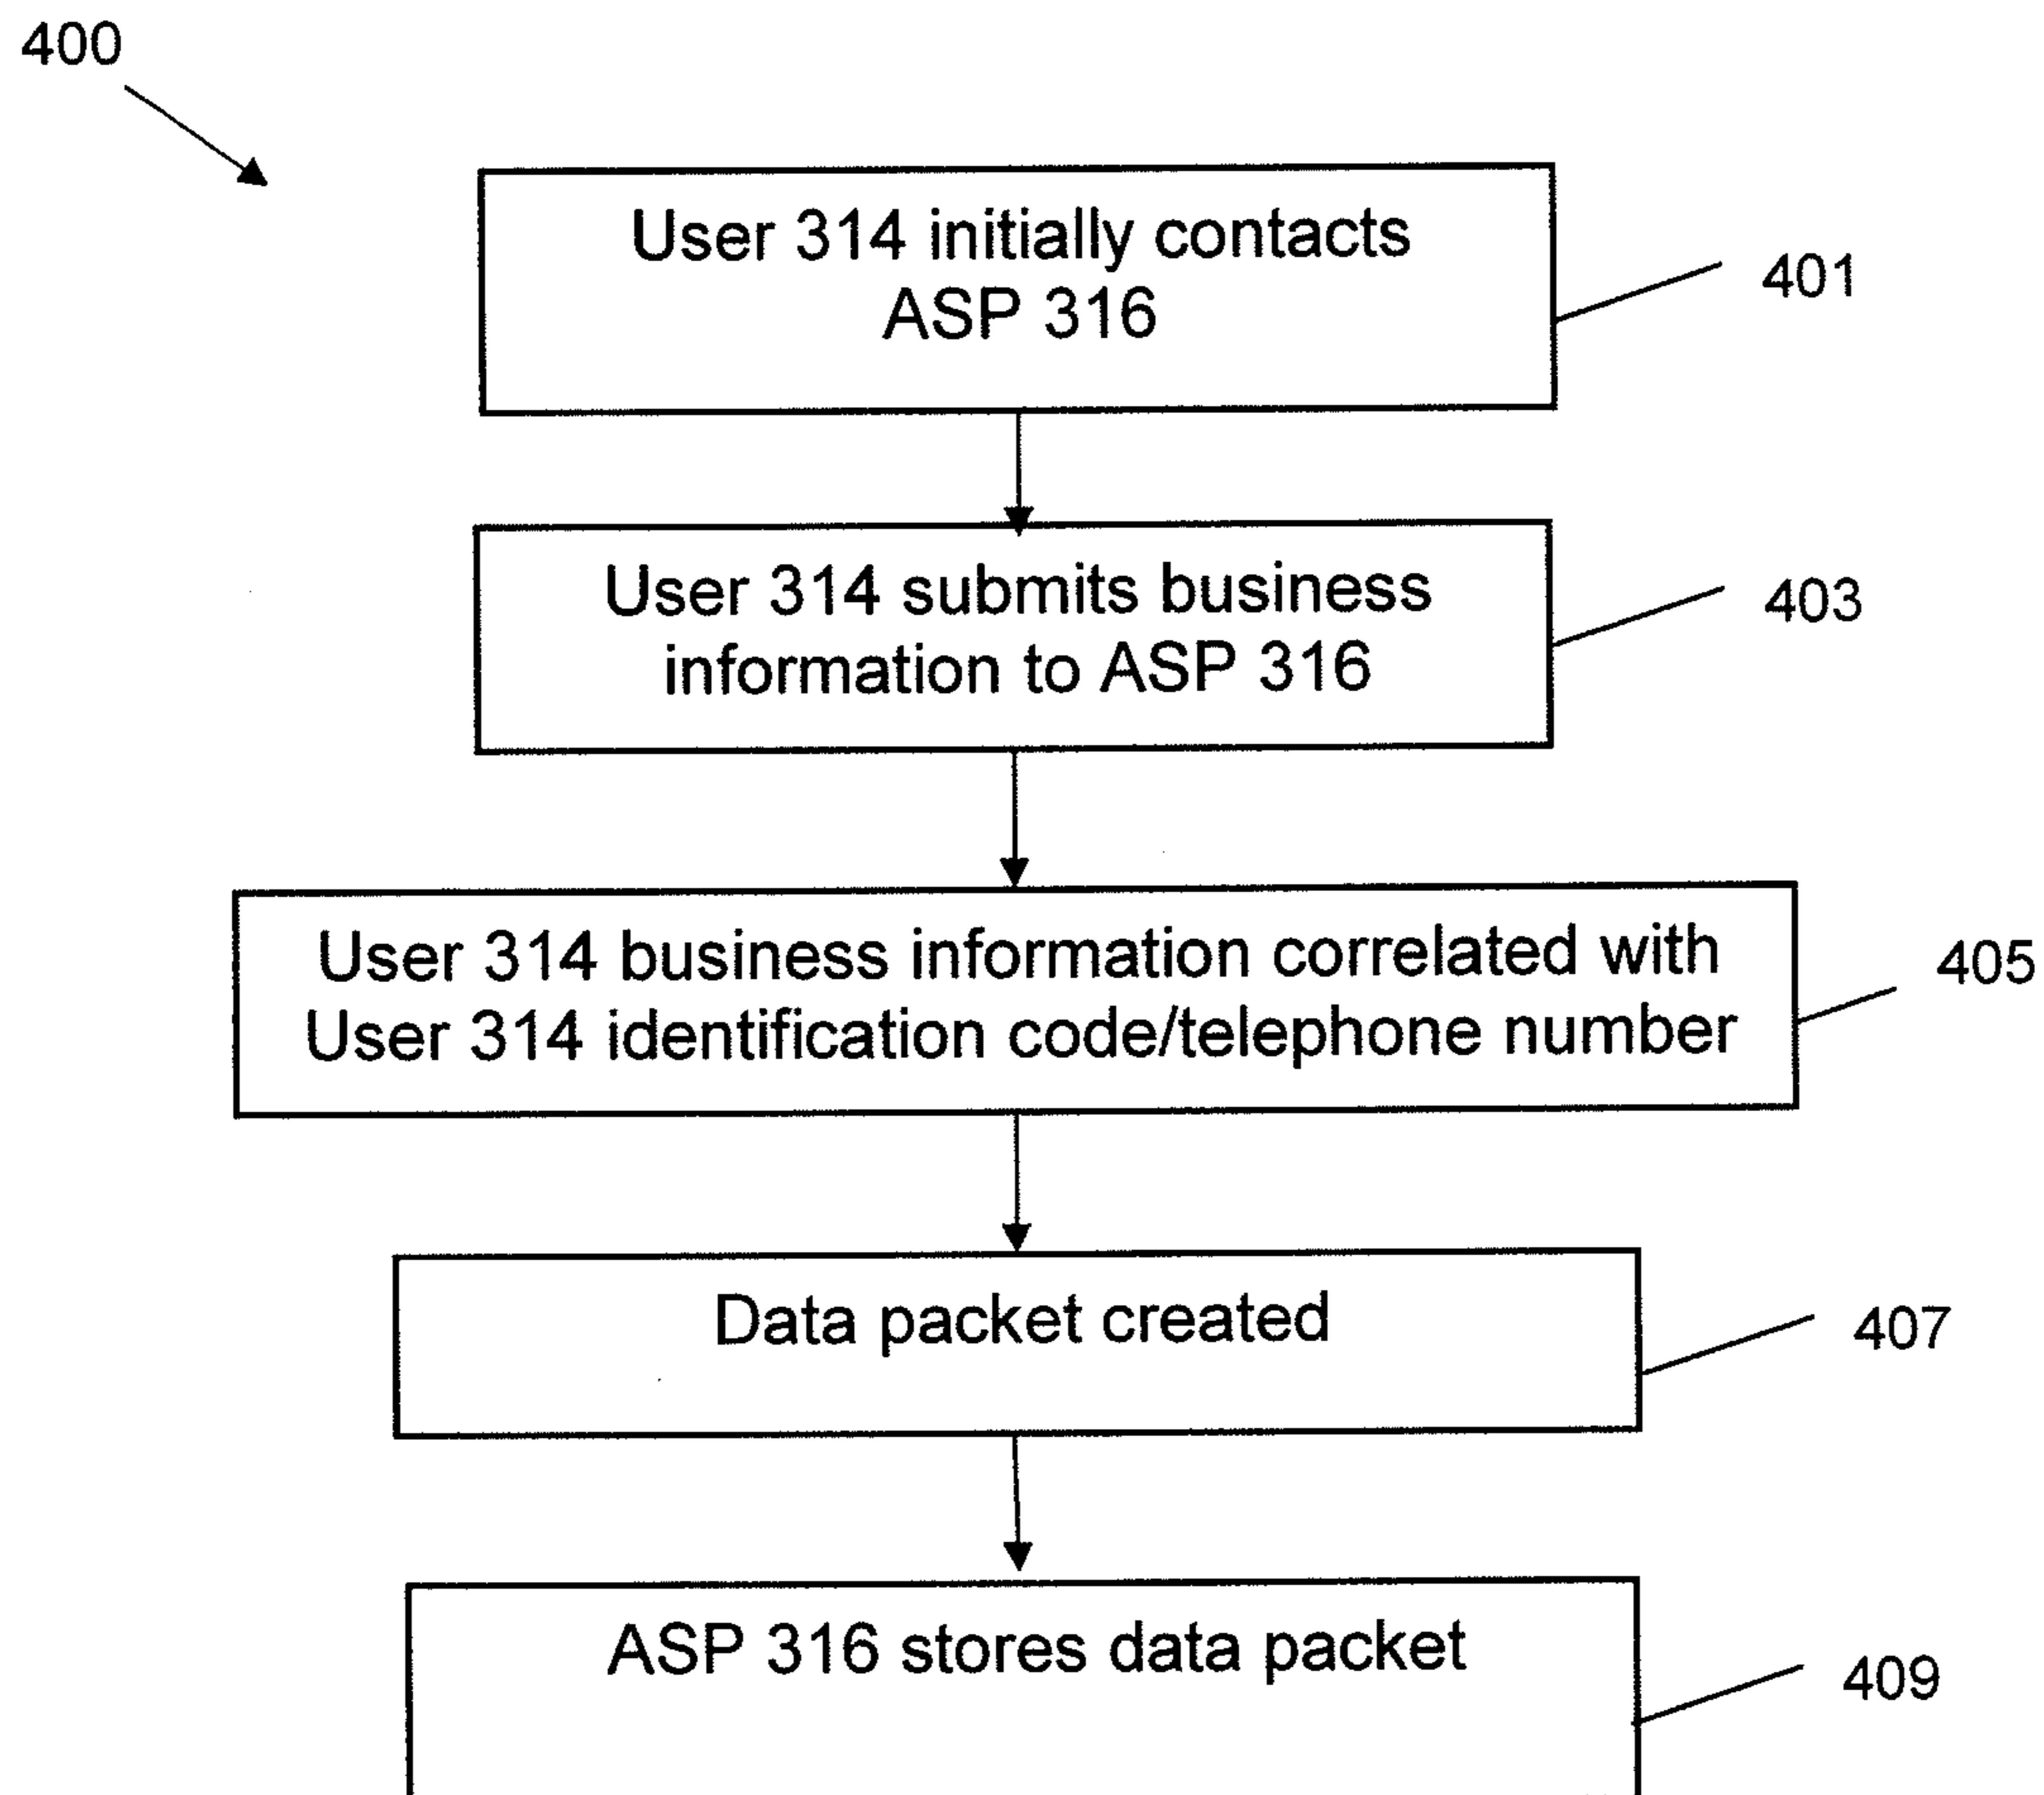 400
User 314 initially contacts
ASP 316
401
User 314 submits business
information to ASP 316
403
User 314 business information correlated with
User 314 identification code/telephone number
405
Data packet created
407
ASP 316 stores data packet
409